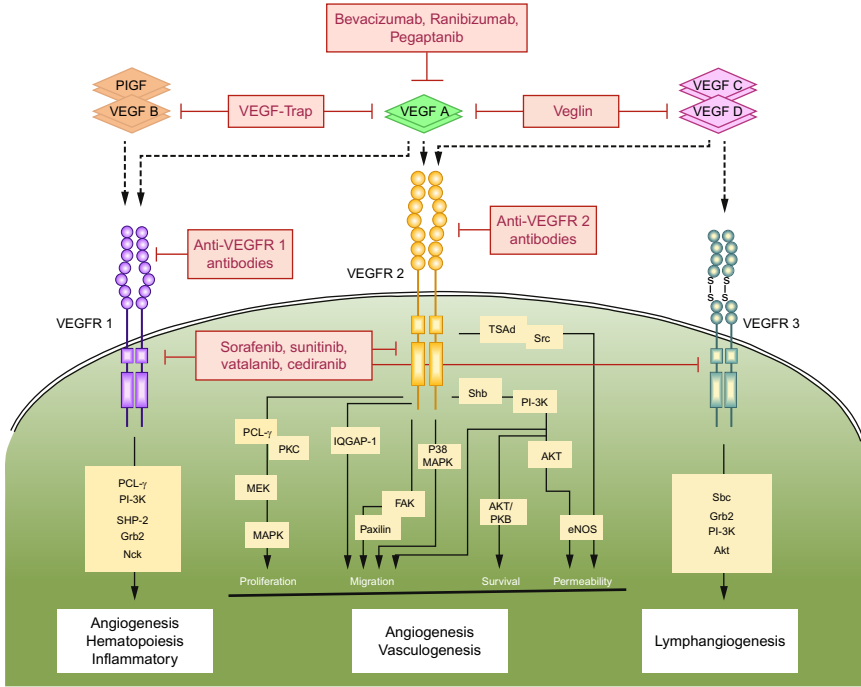 Bevacizumab, Ranibizumab,
Pegaptanib
PIGF
VEGF B
VEGF-Trap
VEGF A
Veglin
VEGF C
VEGF D
Anti-VEGFR 1
antibodies
Anti-VEGFR 2
antibodies
VEGFR 2
S
S
S
S
VEGFR 1
VEGFR 3
Sorafenib, sunitinib,
vatalanib, cediranib
TSAd
Src
Shb
PI-3K
PCL-γ
PKC
IQGAP-1
P38
MAPK
AKT
MEK
FAK
AKT/
PKB
MAPK
Paxilin
eNOS
PCL-γ
PI-3K
SHP-2
Grb2
Nck
Sbc
Grb2
PI-3K
Akt
Proliferation
Migration
Survival
Permeability
Angiogenesis
Hematopoiesis
Inflammatory
Angiogenesis
Vasculogenesis
Lymphangiogenesis